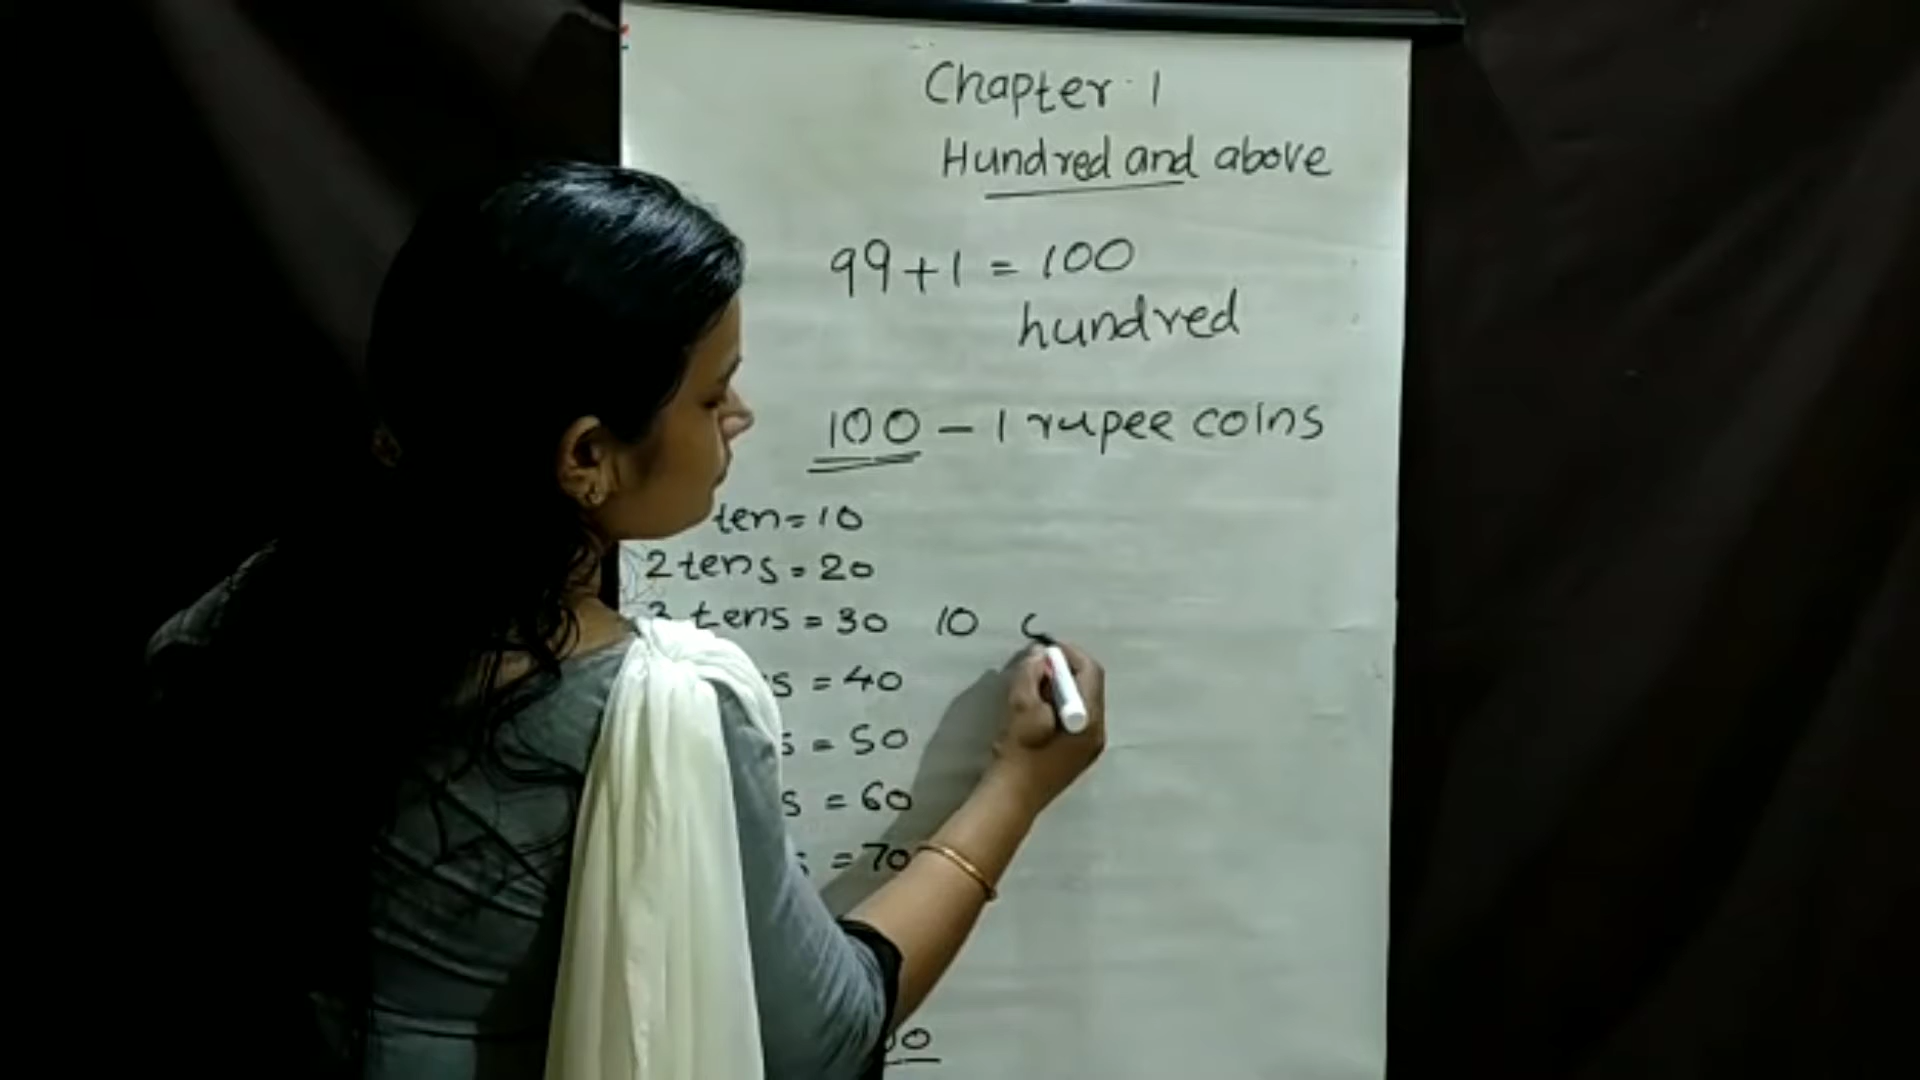 Chapter 1
Hundred and above
99+1 = 100
hundred
100 – 1 rupee coins
ten = 10
2 tens = 20
3 tens = 30 10
s = 40
s = 50
s = 60
= 70